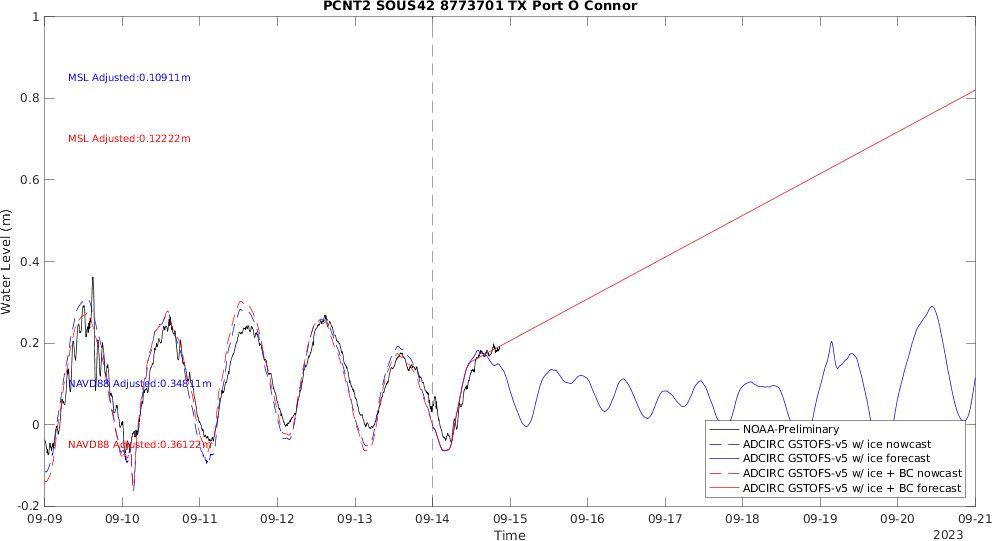 PCNT2 SOUS42 8773701 TX Port O Connor
1
0.8
0.6
0.4
0.2
0
-0.2
Water Level (m)
MSL Adjusted:0.10911m
MSL Adjusted:0.12222m
NAVD88 Adjusted:0.34811m
NAVD88 Adjusted:0.36122m
NOAA-Preliminary
ADCIRC GSTOFS-v5 w/ ice nowcast
ADCIRC GSTOFS-v5 w/ ice forecast
ADCIRC GSTOFS-v5 w/ ice + BC nowcast
ADCIRC GSTOFS-v5 w/ ice + BC forecast
09-09 09-10 09-11 09-12 09-13 09-14 09-15 09-16 09-17 09-18 09-19 09-20 09-21
Time
2023